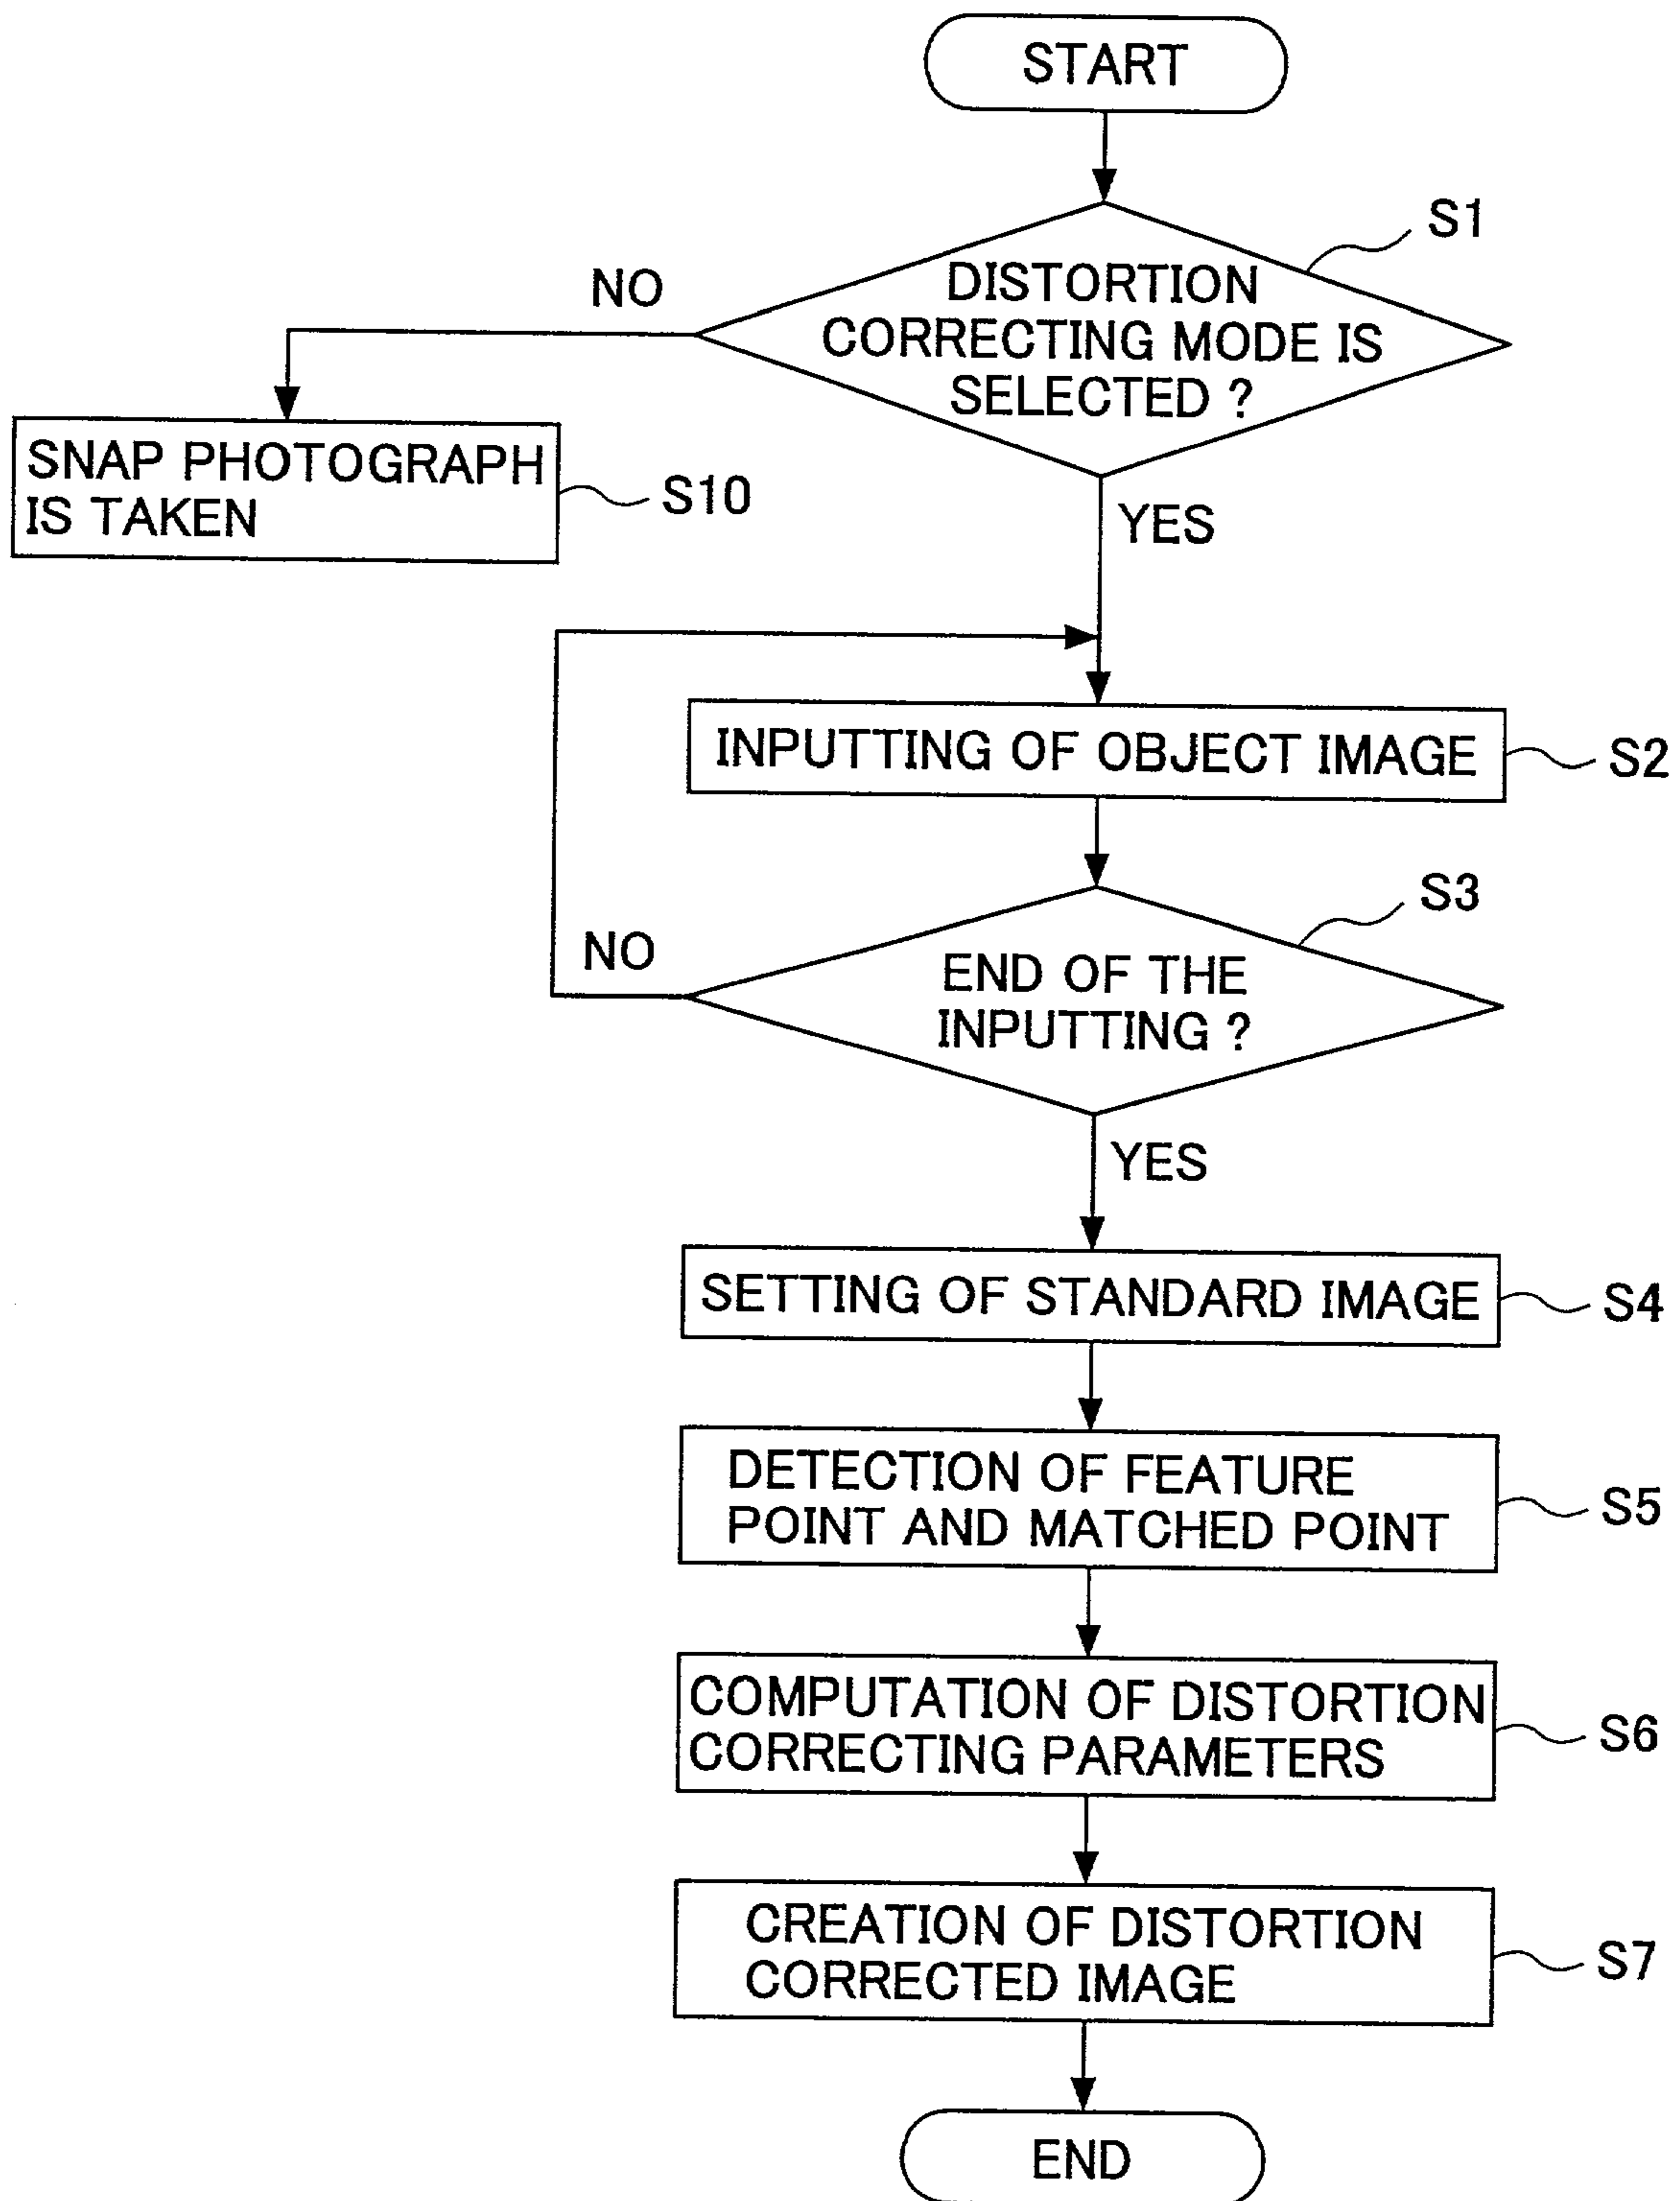 START
S1
NO
DISTORTION
CORRECTING MODE IS
SELECTED ?
SNAP PHOTOGRAPH
IS TAKEN
S10
YES
INPUTTING OF OBJECT IMAGE
S2
S3
NO
END OF THE
INPUTTING ?
YES
SETTING OF STANDARD IMAGE
S4
DETECTION OF FEATURE
POINT AND MATCHED POINT
S5
COMPUTATION OF DISTORTION
CORRECTING PARAMETERS
S6
CREATION OF DISTORTION
CORRECTED IMAGE
S7
END